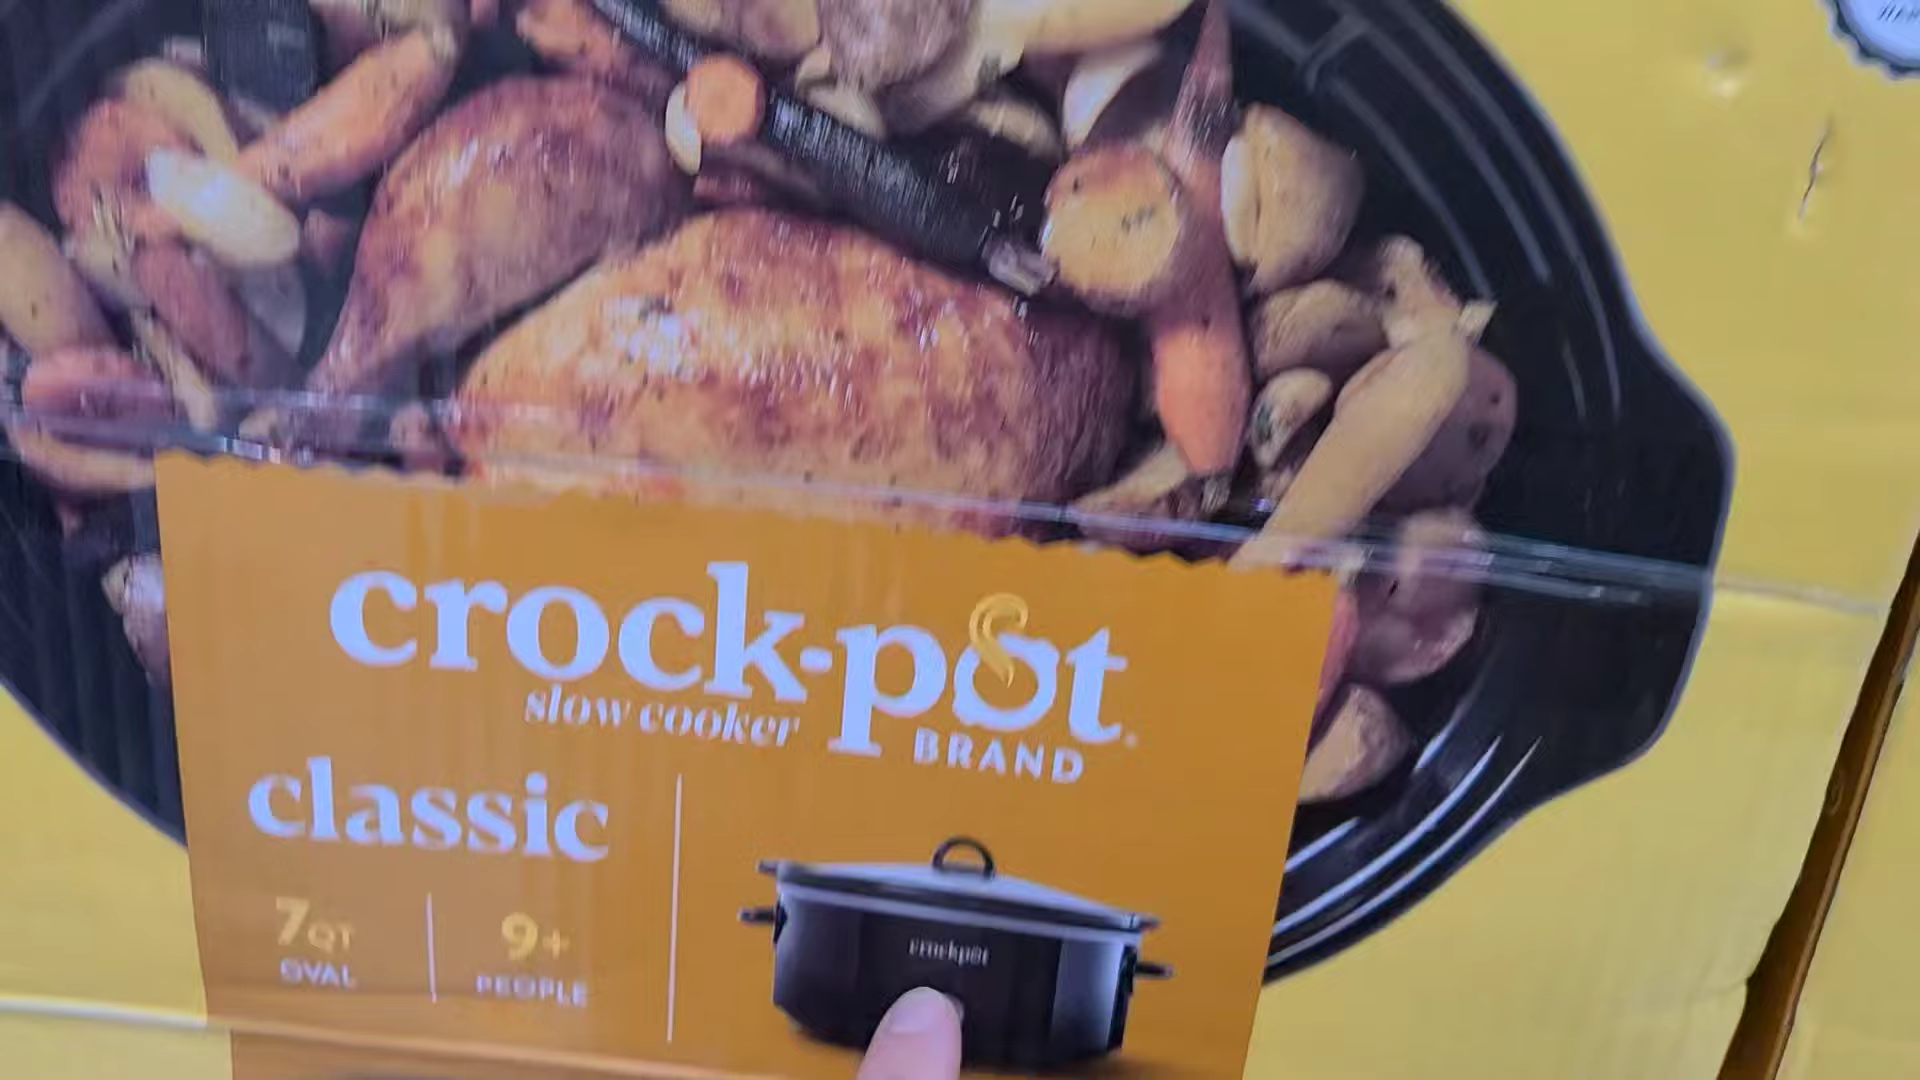 crock-pot
slow cooker
BRAND
classic
7QT
OVAL
9+
PEOPLE
crockpot